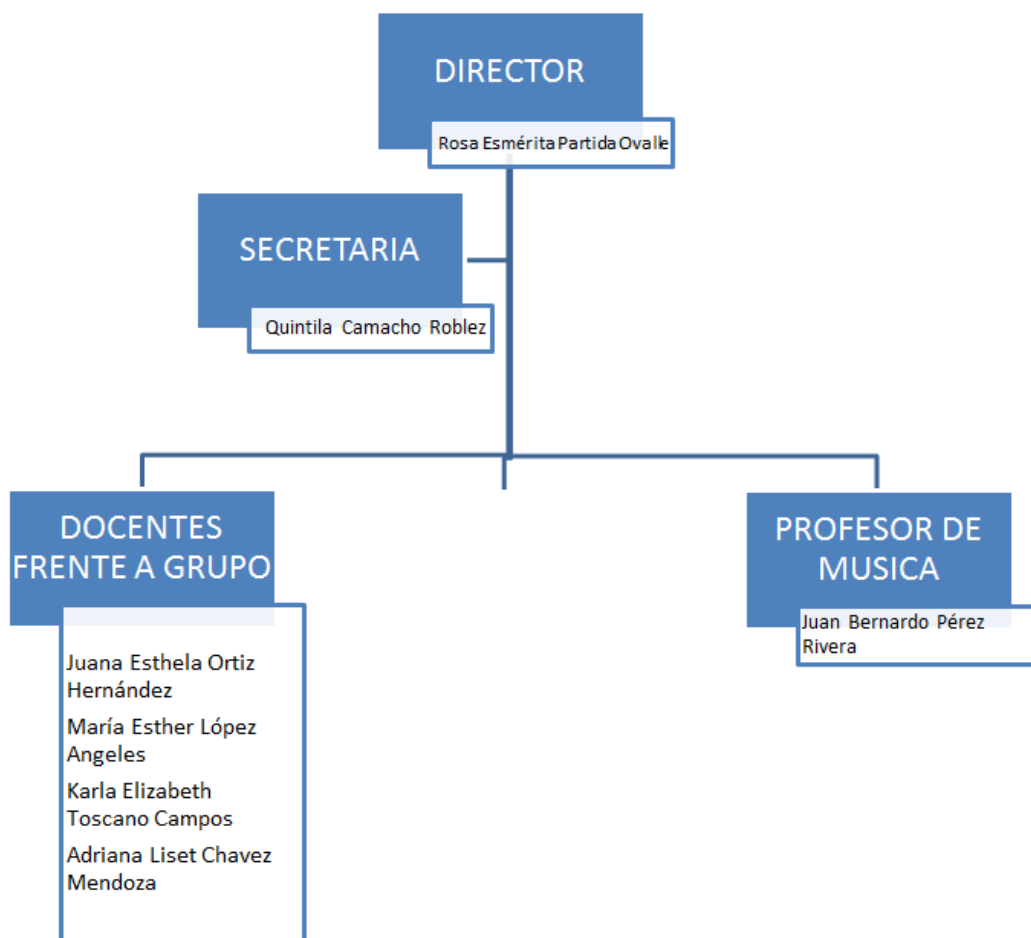 DIRECTOR
Rosa Esmérita Partida Ovalle
SECRETARIA
Quintila Camacho Roblez
DOCENTES
FRENTE A GRUPO
Juana Esthela Ortiz
Hernández
María Esther López
Angeles
Karla Elizabeth
Toscano Campos
Adriana Liset Chavez
Mendoza
PROFESOR DE
MUSICA
Juan Bernardo Pérez
Rivera